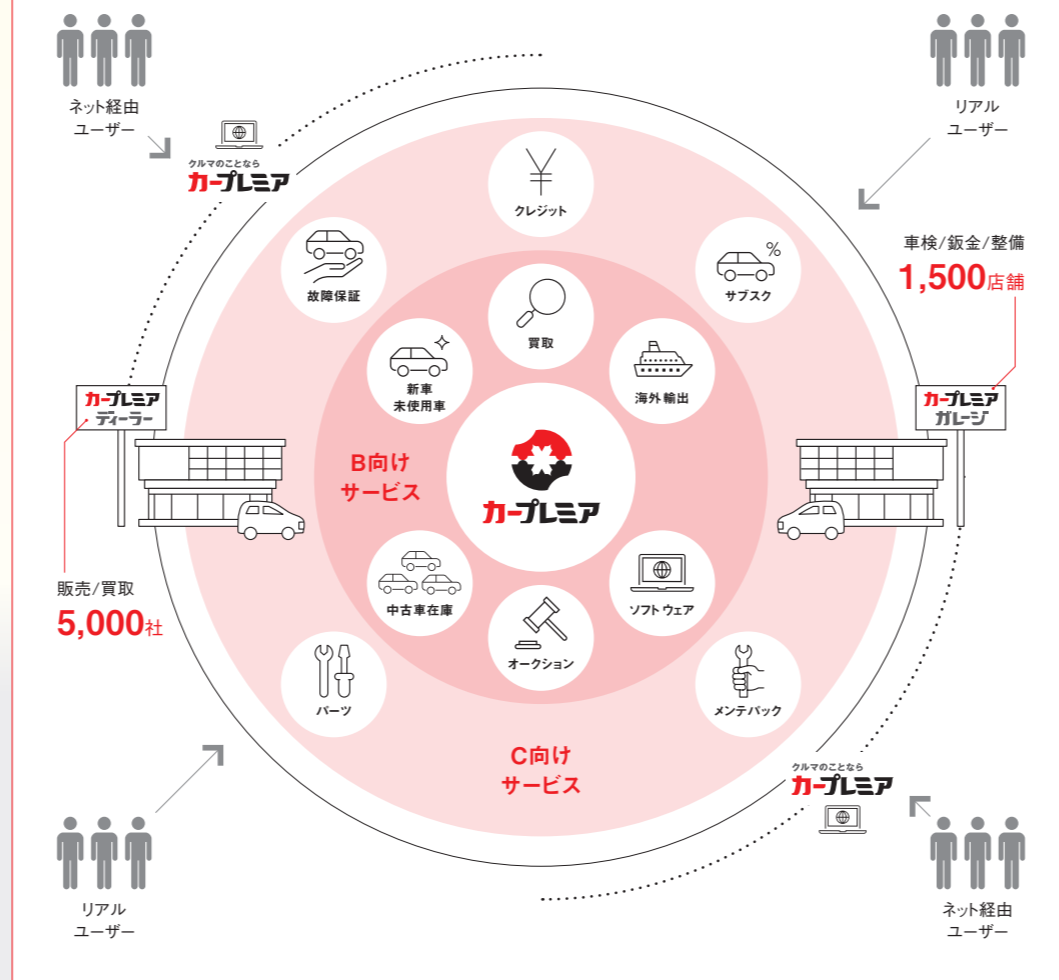 ネット経由
ユーザー
リアル
ユーザー
クルマのことなら
カープレミア
¥
クレジット
故障保証
%
サブスク
車検/鈑金/整備
1,500店舗
買取
新車
未使用車
海外輸出
カープレミア
ディーラー
カープレミア
ガレージ
B向け
サービス
カープレミア
販売/買取
5,000社
中古車在庫
ソフトウェア
オークション
パーツ
メンテパック
C向け
サービス
クルマのことなら
カープレミア
リアル
ユーザー
ネット経由
ユーザー